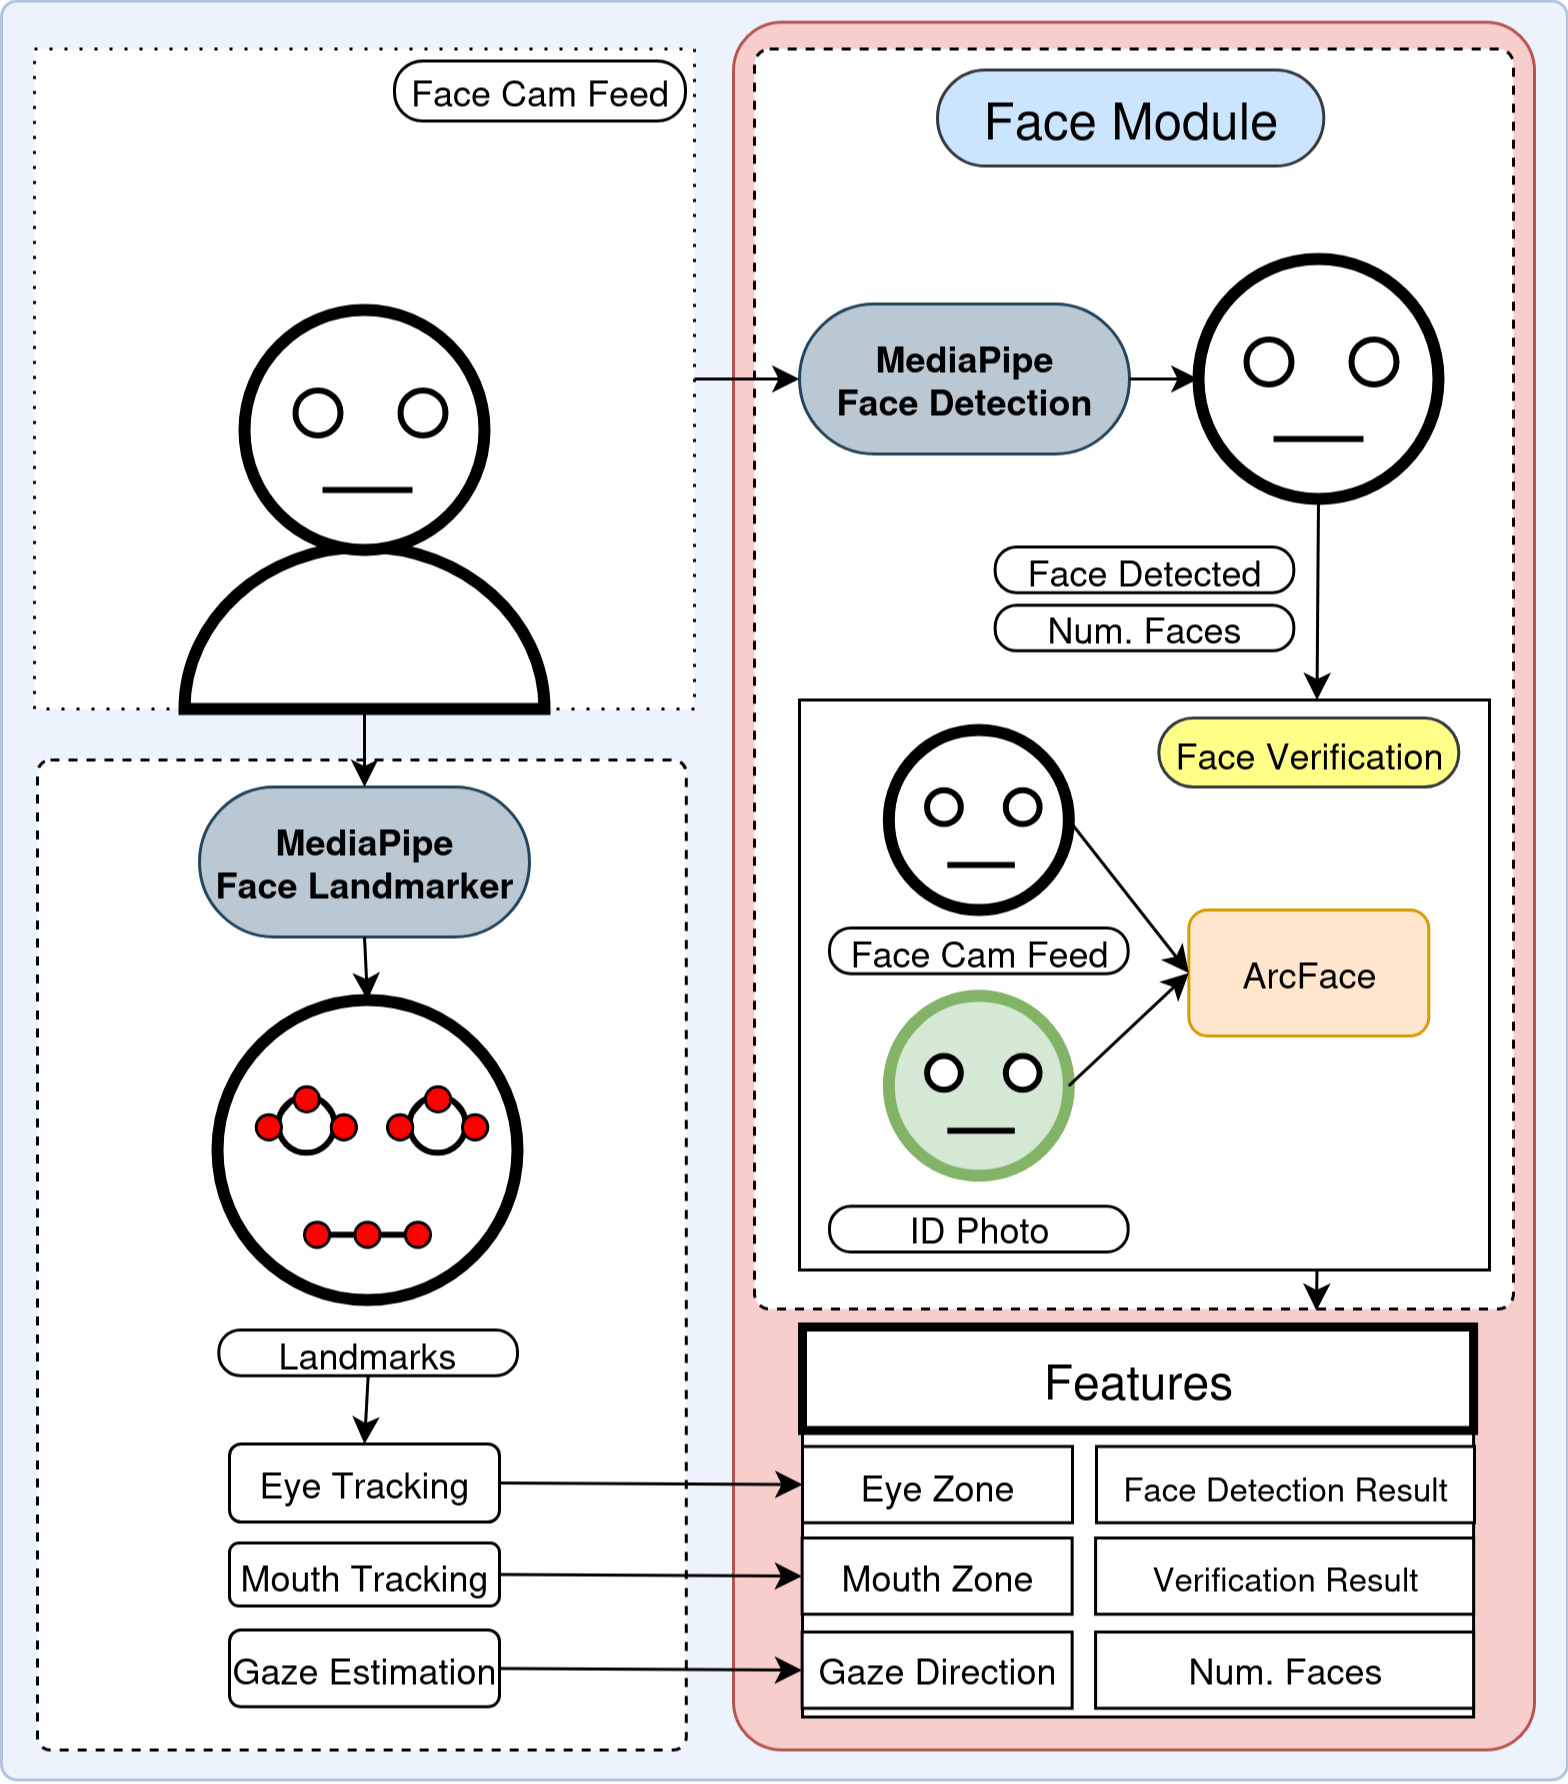 Face Cam Feed
MediaPipe
Face Landmarker
Landmarks
Eye Tracking
Mouth Tracking
Gaze Estimation
Face Module
MediaPipe
Face Detection
Face Detected
Num. Faces
Face Verification
Face Cam Feed
ArcFace
ID Photo
Features
Eye Zone
Face Detection Result
Mouth Zone
Verification Result
Gaze Direction
Num. Faces